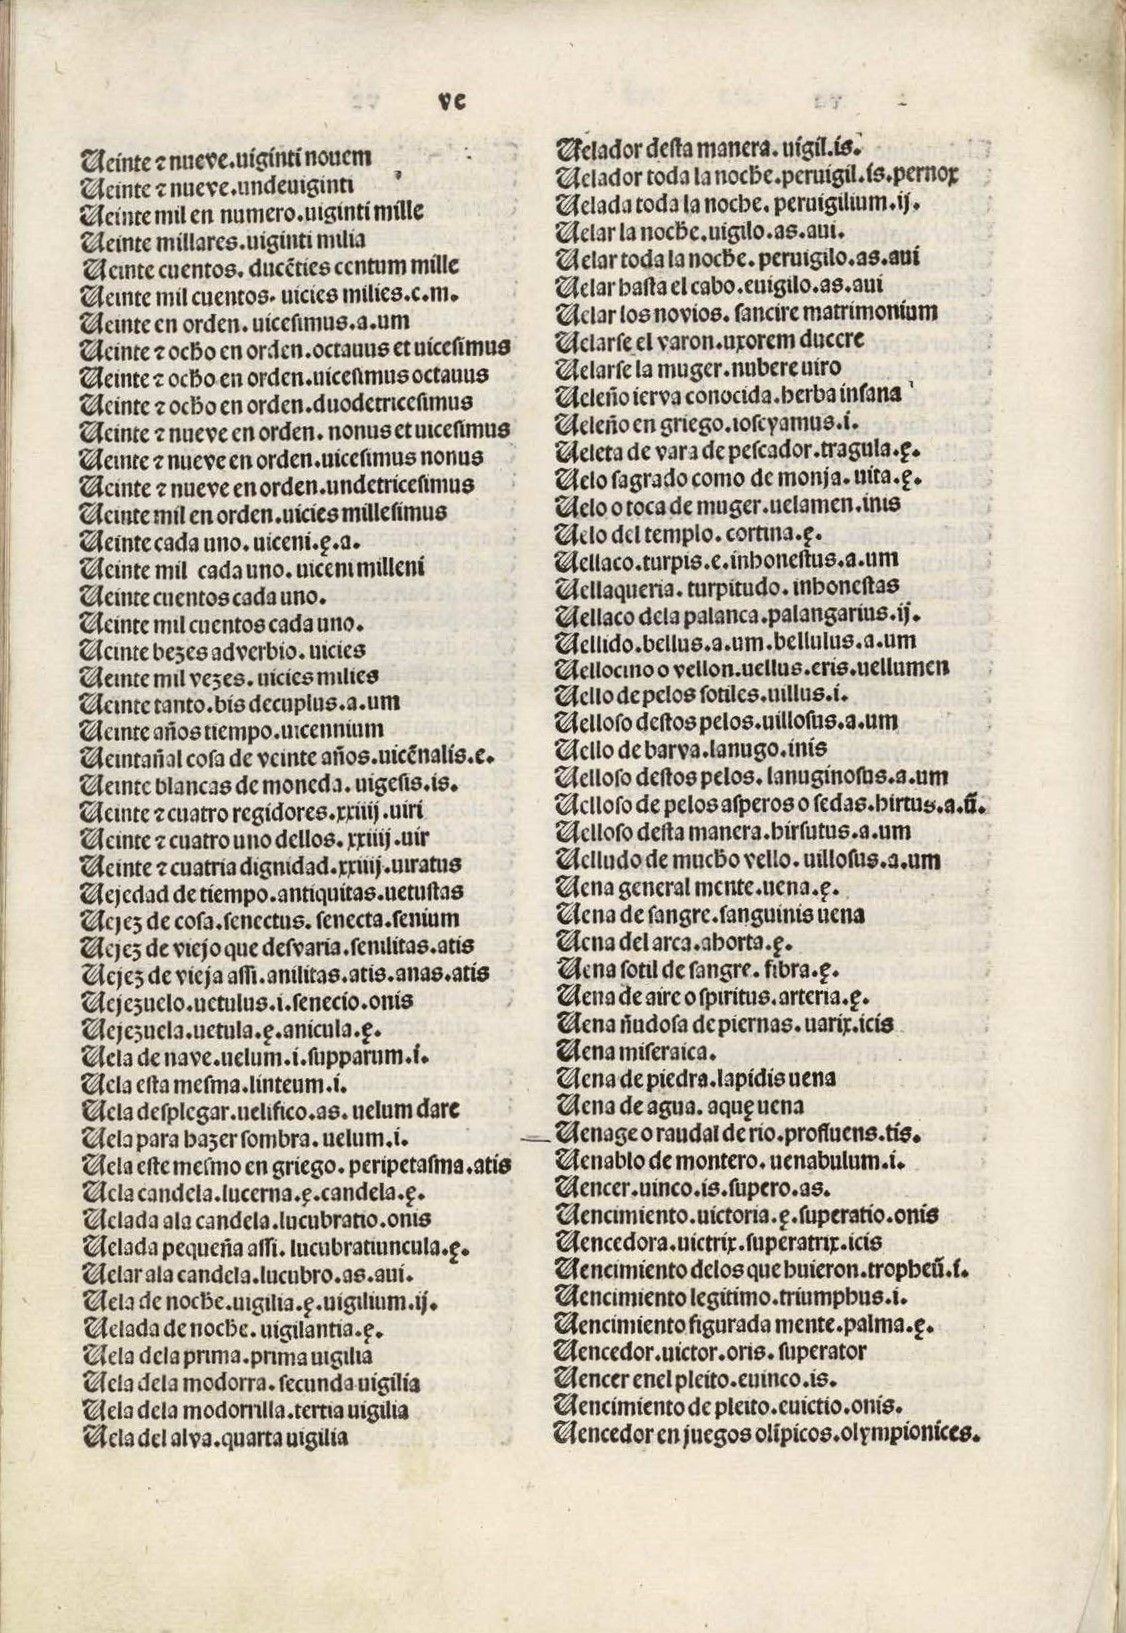 ve
Ueinte ⁊ nueve.uiginti nouem
Ueinte ⁊ nueve.undeuiginti
Ueinte mil en numero.uiginti mille
Ueinte millares.uiginti milia
Ueinte cuentos. ducēties centum mille
Ueinte mil cuentos. uicies milies.c.m.
Ueinte en orden. uicesimus.a.um
Ueinte ⁊ ocho en orden.octauus et uicesimus
Ueinte ⁊ ocho en orden.uicesimus octauus
Ueinte ⁊ ocho en orden.duodetricesimus
Ueinte ⁊ nueve en orden. nonus et uicesimus
Ueinte ⁊ nueve en orden.uicesimus nonus
Ueinte ⁊ nueve en orden.undetricesimus
Ueinte mil en orden.uicies millesimus
Ueinte cada uno. uiceni.ę.a.
Ueinte mil cada uno. uiceni milleni
Ueinte cuentos cada uno.
Ueinte mil cuentos cada uno.
Ueinte bezes adverbio. uicies
Ueinte mil vezes. uicies milies
Ueinte tanto.bis decuplus.a.um
Ueinte años tiempo.uicennium
Ueintañal cosa de veinte años.uicēnalis.e.
Ueinte blancas de moneda. uigesis.is.
Ueinte ⁊ cuatro regidores.xxiiij.uiri
Ueinte ⁊ cuatro uno dellos.xxiiij.uir
Ueinte ⁊ cuatria dignidad.xxiiij.uiratus
Uejedad de tiempo.antiquitas.uetustas
Uejez de cosa.senectus. senecta.senium
Uejez de viejo que desvaria.senilitas.atis
Uejez de vieja assi.anilitas.atis.anas.atis
Uejezuelo.uetulus.i.senecio.onis
Uejezuela.uetula.ę.anicula.ę.
Uela de nave.uelum.i.supparum.i.
Uela esta mesma.linteum.i.
Uela desplegar.uelifico.as. uelum dare
Uela para hazer sombra. uelum.i.
Uela este mesmo en griego. peripetasma.atis
Uela candela.lucerna.ę.candela.ę.
Uelada ala candela.lucubratio.onis
Uelada pequeña assi. lucubratiuncula.ę.
Uelar ala candela.lucubro.as.aui.
Uela de noche.uigilia.ę.uigilium.ij.
Uelada de noche. uigilantia.ę.
Uela dela prima.prima uigilia
Uela dela modorra. secunda uigilia
Uela dela modorrilla.tertia uigilia
Uela del alva.quarta uigilia
Uelador desta manera. uigil.is.
Uelador toda la noche.peruigil.is.pernox
Uelada toda la noche. peruigilium.ij.
Uelar la noche.uigilo.as.aui.
Uelar toda la noche. peruigilo.as.aui
Uelar hasta el cabo.euigilo.as.aui
Uelar los novios. sancire matrimonium
Uelarse el varon.uxorem ducere
Uelarse la muger.nubere uiro
Ueleño ierva conocida.herba insana
Ueleño en griego.ioscyamus.i.
Ueleta de vara de pescador.tragula.ę.
Uelo sagrado como de monja. uita.ę.
Uelo o toca de muger.uelamen.inis
Uelo del templo. cortina.ę.
Uellaco.turpis.e.inhonestus.a.um
Uellaqueria. turpitudo. inhonestas
Uellaco dela palanca.palangarius.ij.
Uellido.bellus.a.um.bellulus.a.um
Uellocino o vellon.uellus.eris.uellumen
Uello de pelos sotiles.uillus.i.
Uelloso destos pelos.uillosus.a.um
Uello de barva.lanugo.inis
Uelloso destos pelos. lanuginosus.a.um
Uelloso de pelos asperos o sedas.hirtus.a.ū.
Uelloso desta manera.hirsutus.a.um
Uelludo de mucho vello. uillosus.a.um
Uena general mente.uena.ę.
Uena de sangre.sanguinis uena
Uena del arca.aborta.ę.
Uena sotil de sangre. fibra.ę.
Uena de aire o spiritus.arteria.ę.
Uena ñudosa de piernas. uarix.icis
Uena miseraica.
Uena de piedra.lapidis uena
Uena de agua. aquę uena
Uenage o raudal de rio.profluens.tis.
Uenablo de montero. uenabulum.i.
Uencer.uinco.is.supero.as.
Uencimiento.uictoria.ę.superatio.onis
Uencedora.uictrix.superatrix.icis
Uencimiento delos que huieron.tropheū.i.
Uencimiento legitimo.triumphus.i.
Uencimiento figurada mente.palma.ę.
Uencedor.uictor.oris. superator
Uencer enel pleito.euinco.is.
Uencimiento de pleito.euictio.onis.
Uencedor en juegos olípicos.olympionices.